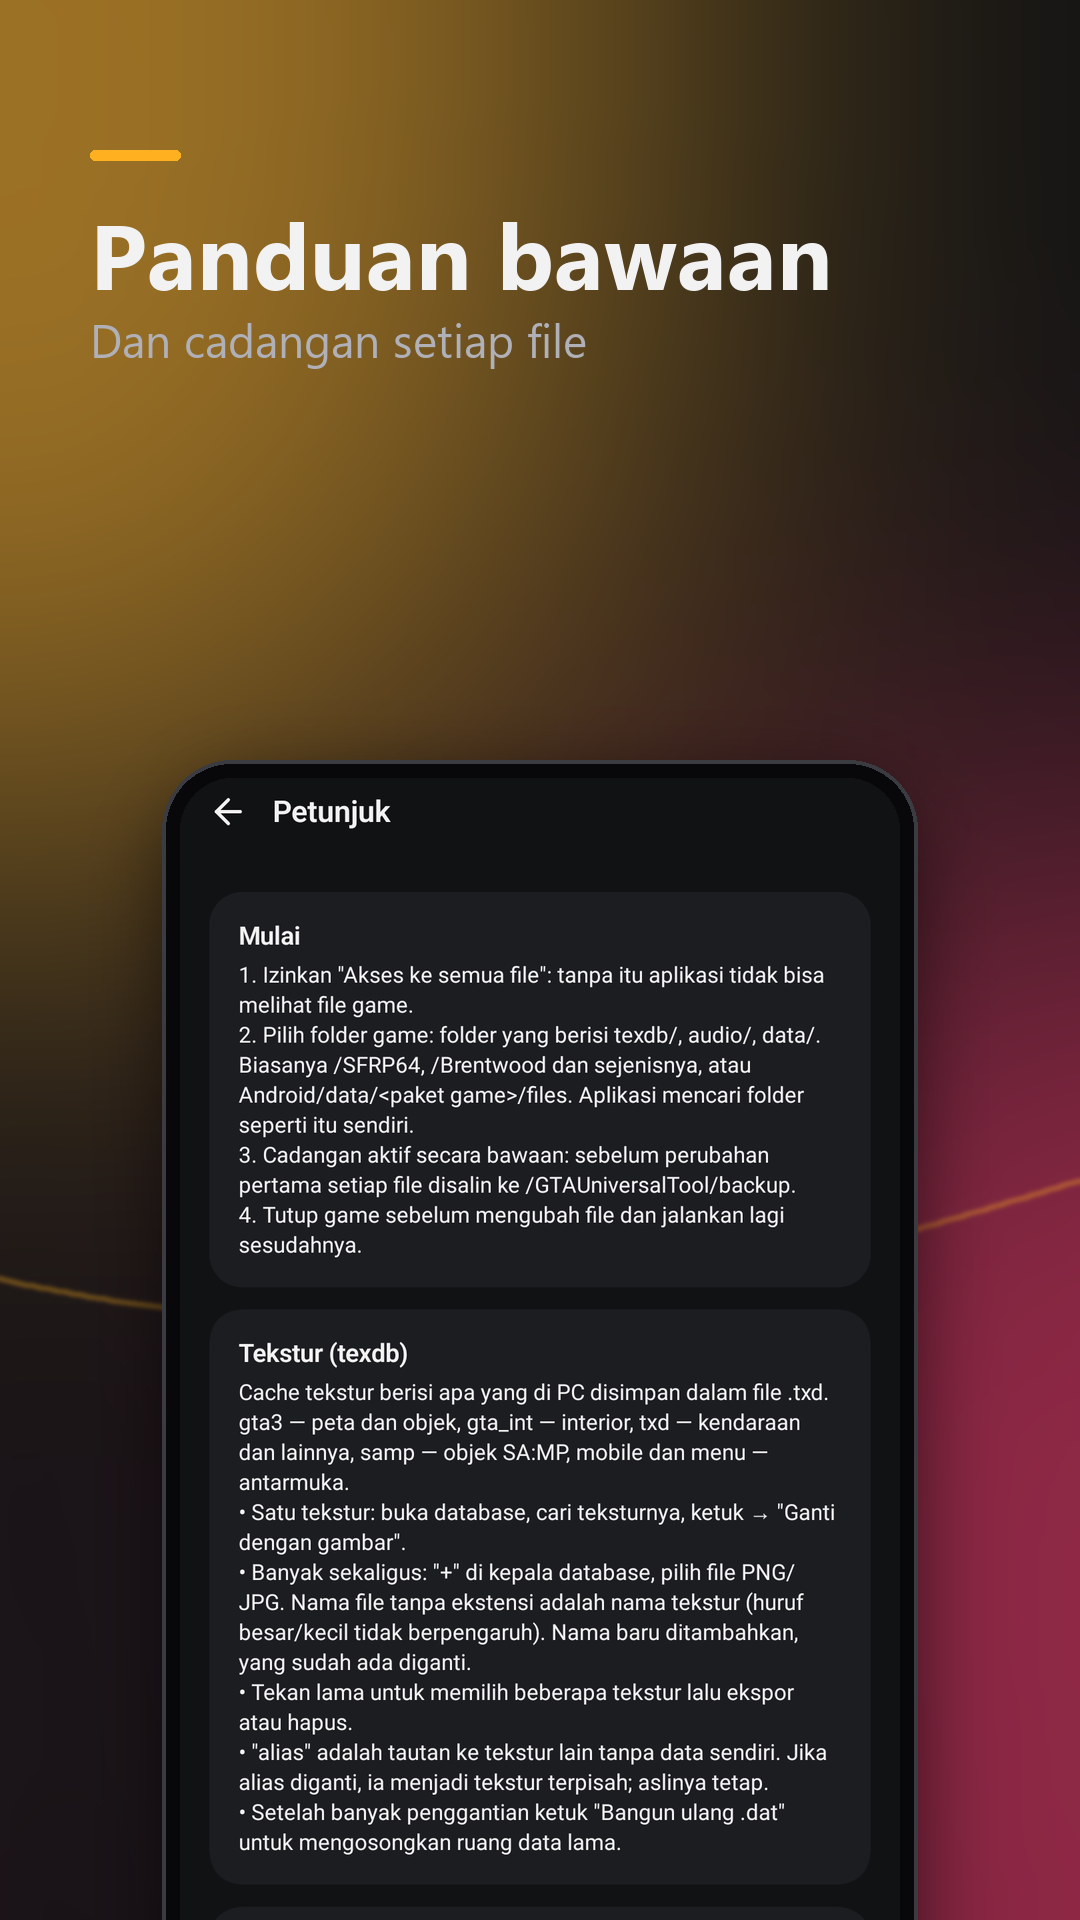 Panduan bawaan
Dan cadangan setiap file
Petunjuk
Mulai
1. Izinkan "Akses ke semua file": tanpa itu aplikasi tidak bisa
melihat file game.
2. Pilih folder game: folder yang berisi texdb/, audio/, data/.
Biasanya /SFRP64, /Brentwood dan sejenisnya, atau
Android/data/<paket game>/files. Aplikasi mencari folder
seperti itu sendiri.
3. Cadangan aktif secara bawaan: sebelum perubahan
pertama setiap file disalin ke /GTAUniversalTool/backup.
4. Tutup game sebelum mengubah file dan jalankan lagi
sesudahnya.
Tekstur (texdb)
Cache tekstur berisi apa yang di PC disimpan dalam file .txd.
gta3 — peta dan objek, gta_int — interior, txd — kendaraan
dan lainnya, samp — objek SA:MP, mobile dan menu —
antarmuka.
• Satu tekstur: buka database, cari teksturnya, ketuk → "Ganti
dengan gambar".
• Banyak sekaligus: "+" di kepala database, pilih file PNG/
JPG. Nama file tanpa ekstensi adalah nama tekstur (huruf
besar/kecil tidak berpengaruh). Nama baru ditambahkan,
yang sudah ada diganti.
• Tekan lama untuk memilih beberapa tekstur lalu ekspor
atau hapus.
• "alias" adalah tautan ke tekstur lain tanpa data sendiri. Jika
alias diganti, ia menjadi tekstur terpisah; aslinya tetap.
• Setelah banyak penggantian ketuk "Bangun ulang .dat"
untuk mengosongkan ruang data lama.